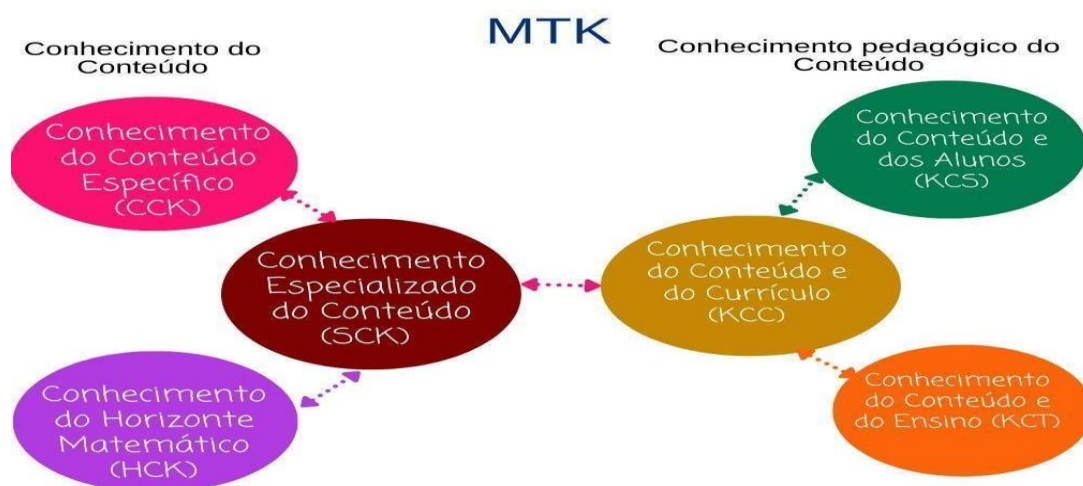 MTK
Conhecimento do
Conteúdo
Conhecimento pedagógico do
Conteúdo
Conhecimento
do Conteúdo
Específico
(CCK)
Conhecimento
do Conteúdo e
dos Alunos
(KCS)
Conhecimento
Especializado
do Conteúdo
(SCK)
Conhecimento
do Conteúdo e
do Currículo
(KCC)
Conhecimento
do Horizonte
Matemático
(HCK)
Conhecimento
do Conteúdo e
do Ensino (KCT)